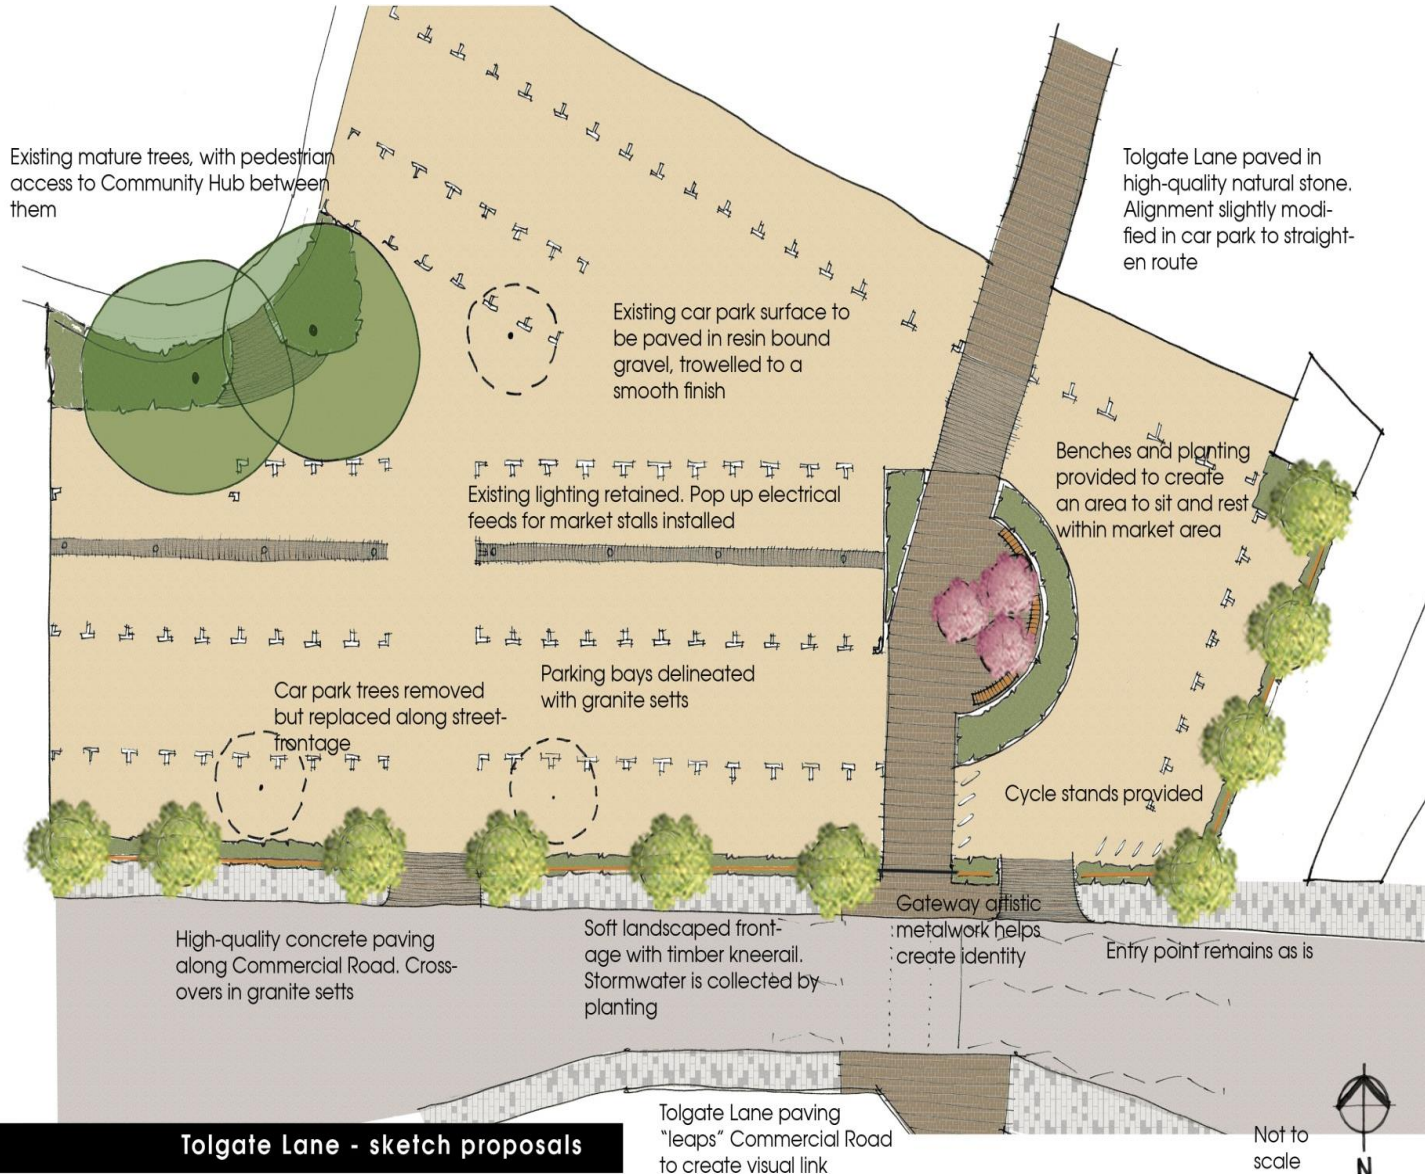 Existing mature trees, with pedestrian
access to Community Hub between
them
Tolgate Lane paved in
high-quality natural stone.
Alignment slightly modi-
fied in car park to straight-
en route
Existing car park surface to
be paved in resin bound
gravel, trowelled to a
smooth finish
Benches and planting
provided to create
an area to sit and rest
within market area
Existing lighting retained. Pop up electrical
feeds for market stalls installed
Parking bays delineated
with granite setts
Car park trees removed
but replaced along street-
frontage
Cycle stands provided
Gateway artistic
metalwork helps
create identity
Entry point remains as is
High-quality concrete paving
along Commercial Road. Cross-
overs in granite setts
Soft landscaped front-
age with timber kneerail.
Stormwater is collected by
planting
Tolgate Lane - sketch proposals
Tolgate Lane paving
"leaps" Commercial Road
to create visual link
Not to
scale
N